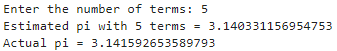 Enter the number of terms: 5
Estimated pi with 5 terms = 3.140331156954753
Actual pi = 3.141592653589793